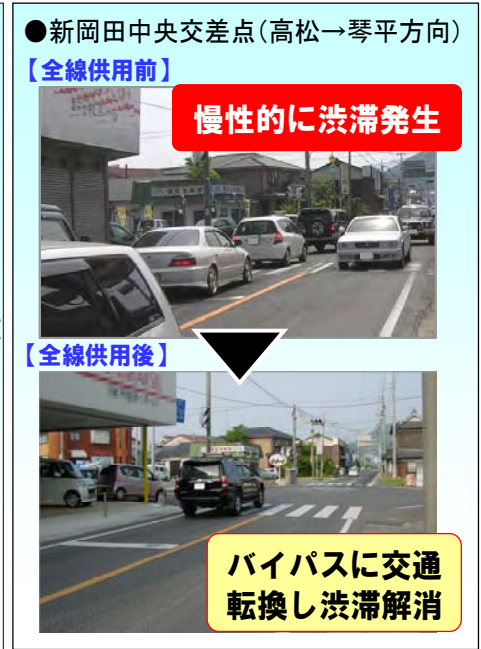 ●新岡田中央交差点(高松→琴平方向)
【全線供用前】
慢性的に渋滞発生
【全線供用後】
バイパスに交通
転換し渋滞解消